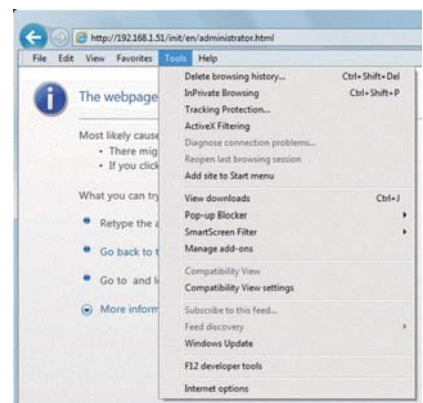 http://192.168.1.51/init/en/administrator.html
File Edit View Favorites Tools Help
Delete browsing history... Ctrl+Shift+Del
InPrivate Browsing Ctrl+Shift+P
Tracking Protection...
ActiveX Filtering
Diagnose connection problems...
Reopen last browsing session
Add site to Start menu
View downloads Ctrl+J
Pop-up Blocker
SmartScreen Filter
Manage add-ons
Compatibility View
Compatibility View settings
Subscribe to this feed...
Feed discovery
Windows Update
F12 developer tools
Internet options
The webpage
Most likely cause
• There mig
• If you click
What you can try
Retype the a
Go back to t
Go to and l
More inform